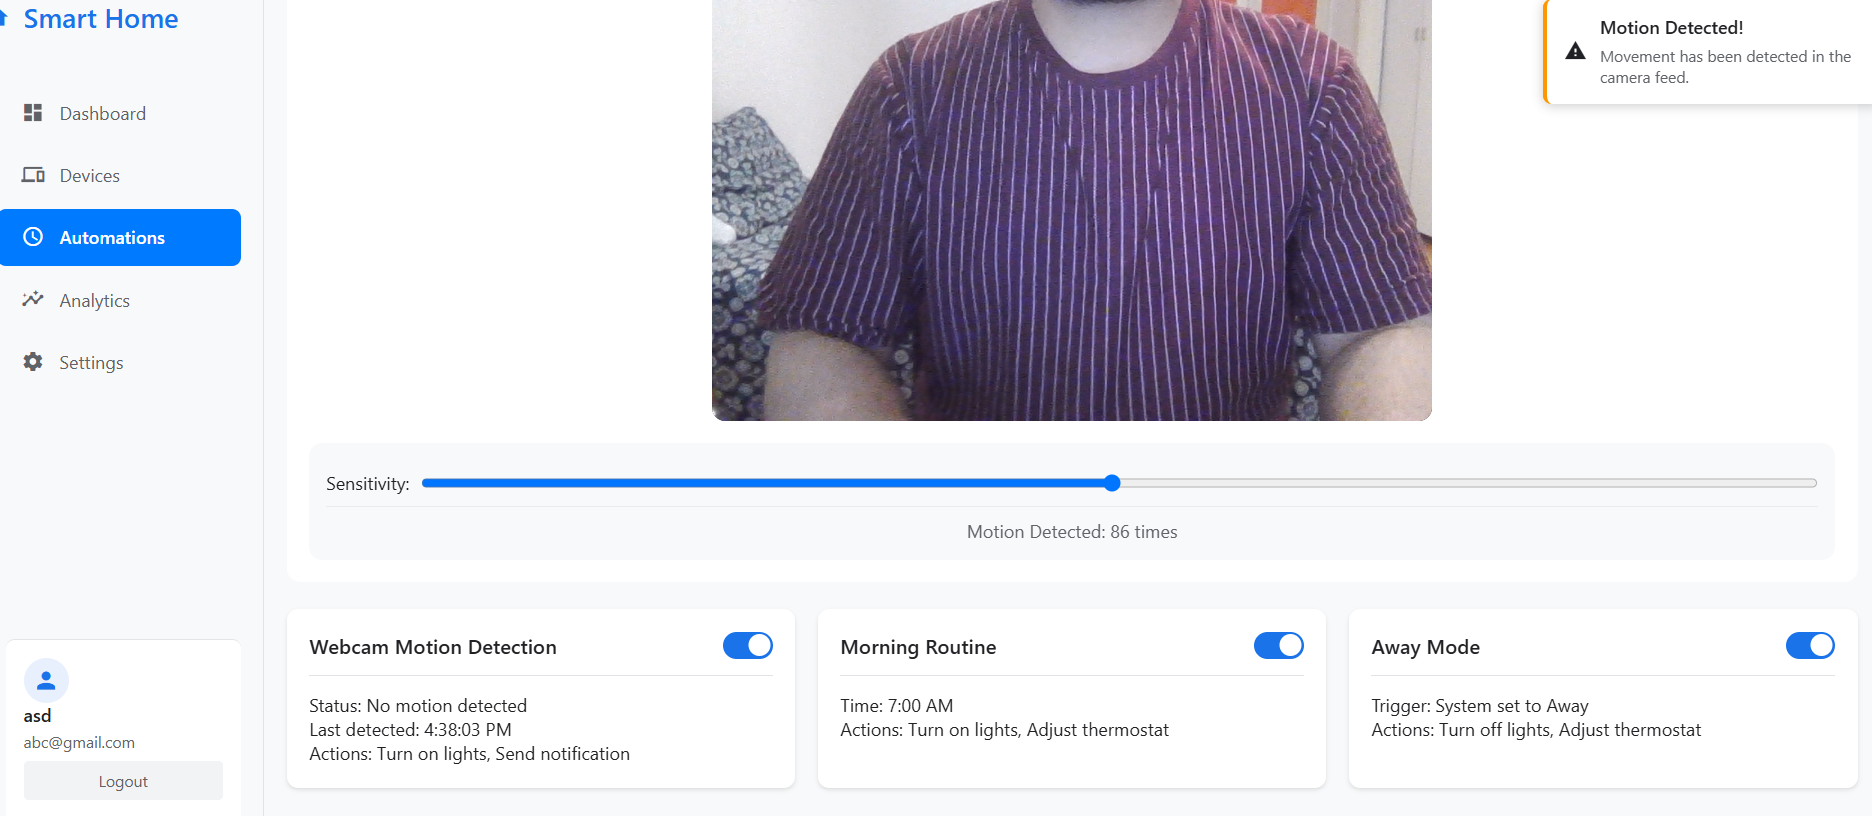 Smart Home
Dashboard
Devices
Automations
Analytics
Settings
asd
abc@gmail.com
Logout
Motion Detected!
Movement has been detected in the
camera feed.
Sensitivity:
Motion Detected: 86 times
Webcam Motion Detection
Status: No motion detected
Last detected: 4:38:03 PM
Actions: Turn on lights, Send notification
Morning Routine
Time: 7:00 AM
Actions: Turn on lights, Adjust thermostat
Away Mode
Trigger: System set to Away
Actions: Turn off lights, Adjust thermostat